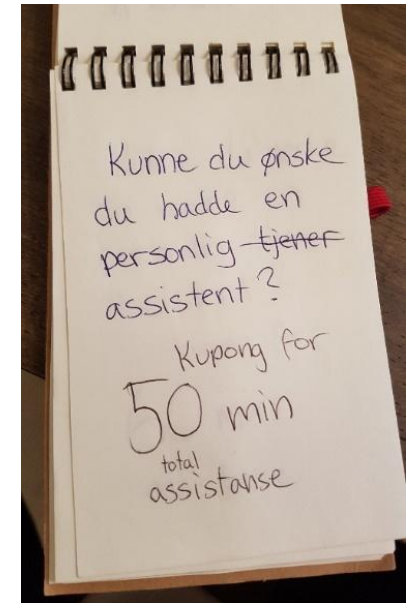 Kunne du ønske
du hadde en
personlig tjener
assistent?
Kupong for
50 min
total
assistanse